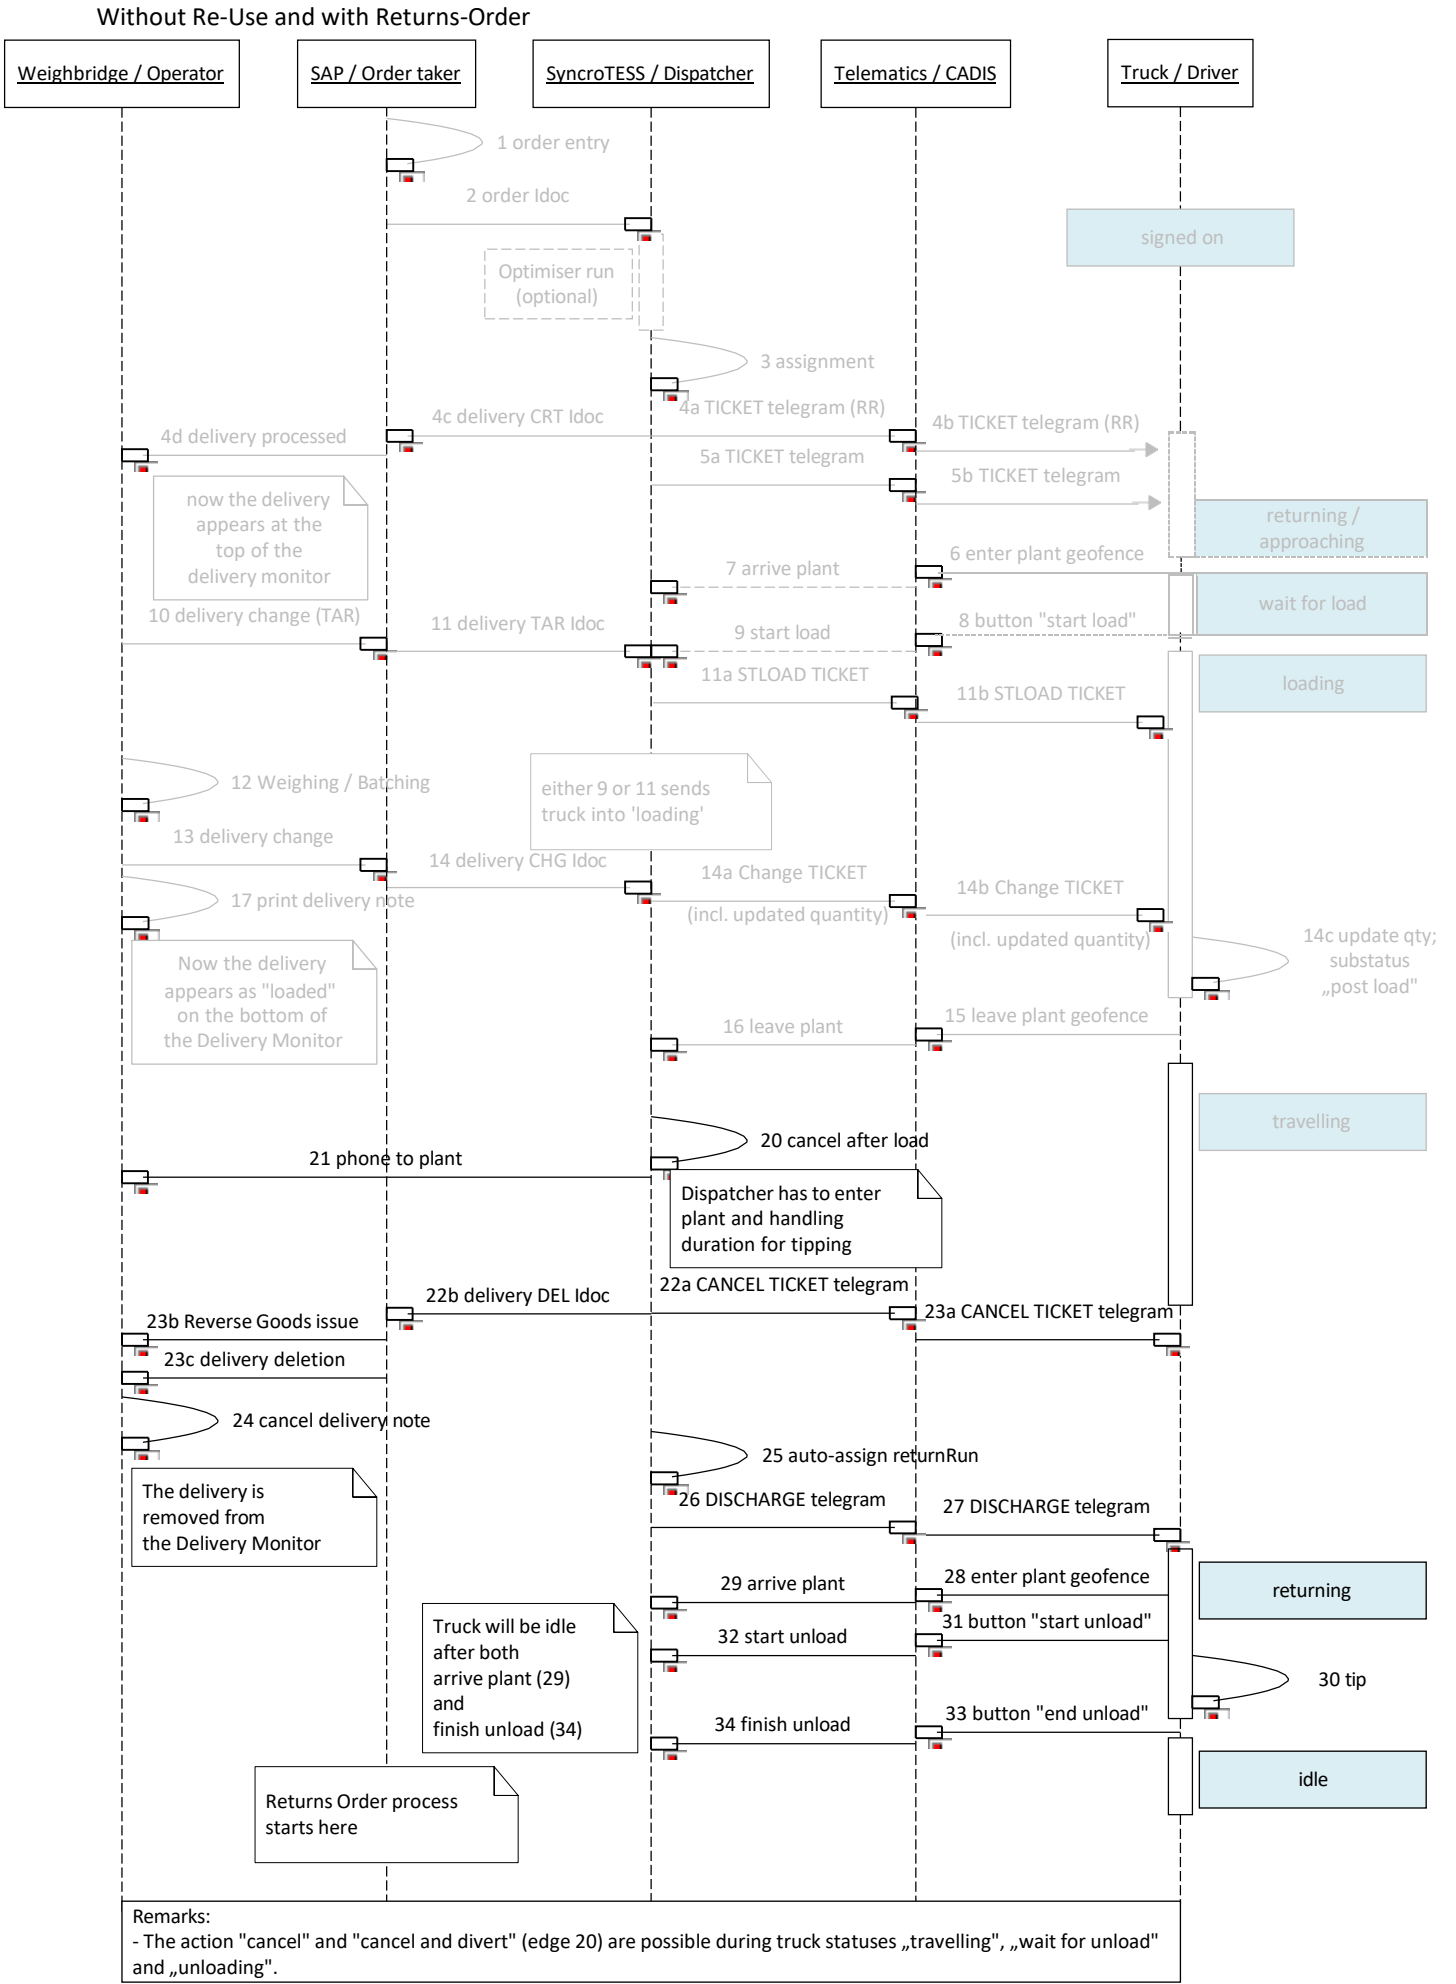 Without Re-Use and with Returns-Order
Weighbridge / Operator
SAP / Order taker
SyncroTESS / Dispatcher
Telematics / CADIS
Truck / Driver
1 order entry
2 order Idoc
signed on
Optimiser run
(optional)
3 assignment
4c delivery CRT Idoc
4a TICKET telegram (RR)
4b TICKET telegram (RR)
4d delivery processed
5a TICKET telegram
5b TICKET telegram
now the delivery
appears at the
top of the
delivery monitor
returning /
approaching
6 enter plant geofence
7 arrive plant
wait for load
10 delivery change (TAR)
11 delivery TAR Idoc
9 start load
8 button "start load"
11a STLOAD TICKET
11b STLOAD TICKET
loading
12 Weighing / Batching
either 9 or 11 sends
truck into 'loading'
13 delivery change
14 delivery CHG Idoc
14a Change TICKET
(incl. updated quantity)
14b Change TICKET
(incl. updated quantity)
17 print delivery note
14c update qty;
substatus
„post load"
Now the delivery
appears as "loaded"
on the bottom of
the Delivery Monitor
16 leave plant
15 leave plant geofence
travelling
20 cancel after load
21 phone to plant
Dispatcher has to enter
plant and handling
duration for tipping
22b delivery DEL Idoc
22a CANCEL TICKET telegram
23a CANCEL TICKET telegram
23b Reverse Goods issue
23c delivery deletion
24 cancel delivery note
25 auto-assign returnRun
The delivery is
removed from
the Delivery Monitor
26 DISCHARGE telegram
27 DISCHARGE telegram
29 arrive plant
28 enter plant geofence
returning
Truck will be idle
after both
arrive plant (29)
and
finish unload (34)
32 start unload
31 button "start unload"
30 tip
34 finish unload
33 button "end unload"
idle
Returns Order process
starts here
Remarks:
- The action "cancel" and "cancel and divert" (edge 20) are possible during truck statuses „travelling", „wait for unload"
and „unloading".